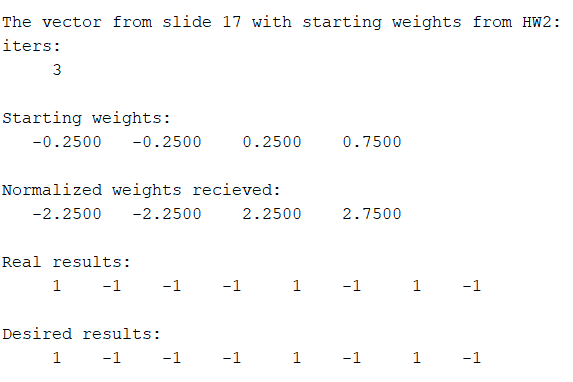 The vector from slide 17 with starting weights from HW2:
iters:
3
Starting weights:
-0.2500 -0.2500 0.2500 0.7500
Normalized weights recieved:
-2.2500 -2.2500 2.2500 2.7500
Real results:
1 -1 -1 -1 1 -1 1 -1
Desired results:
1 -1 -1 -1 1 -1 1 -1